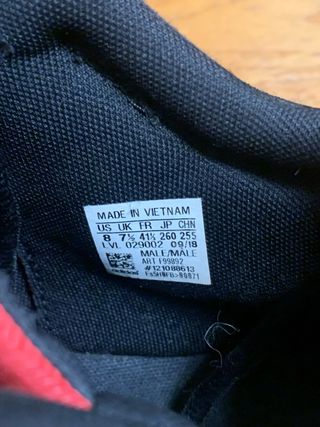 MADE IN VIETNAM
US UK FR JP CHN
8 7½ 41⅓ 260 255
LVL 029002 09/18
MALE/MALE
ART F99892
adidas #121088613